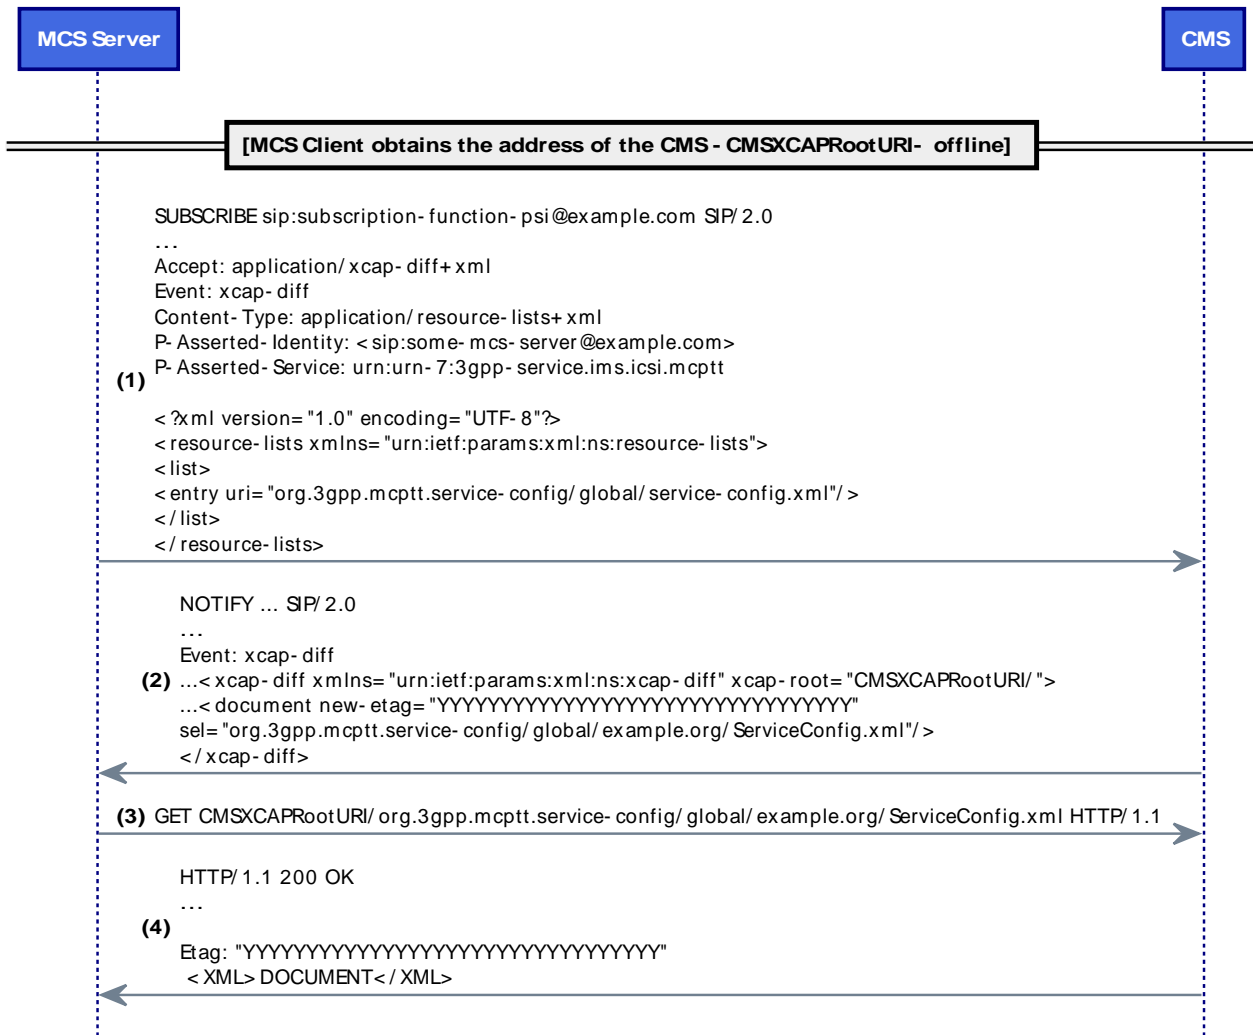 MCS Server
CMS
[MCS Client obtains the address of the CMS - CMSXCAPRootURI- offline]
SUBSCRIBE sip:subscription-function-psi@example.com SIP/2.0
...
Accept: application/xcap-diff+xml
Event: xcap-diff
Content-Type: application/resource-lists+xml
P-Asserted-Identity: <sip:some-mcs-server@example.com>
P-Asserted-Service: urn:urn-7:3gpp-service.ims.icsi.mcptt
(1)
<?xml version="1.0" encoding="UTF-8"?>
<resource-lists xmlns="urn:ietf:params:xml:ns:resource-lists">
<list>
<entry uri="org.3gpp.mcptt.service-config/global/service-config.xml"/>
</list>
</resource-lists>
NOTIFY ... SIP/2.0
...
Event: xcap-diff
(2) ...<xcap-diff xmlns="urn:ietf:params:xml:ns:xcap-diff" xcap-root="CMSXCAPRootURI/">
...<document new-etag="YYYYYYYYYYYYYYYYYYYYYYYYYYYYYYYYY"
sel="org.3gpp.mcptt.service-config/global/example.org/ServiceConfig.xml"/>
</xcap-diff>
(3) GET CMSXCAPRootURI/org.3gpp.mcptt.service-config/global/example.org/ServiceConfig.xml HTTP/1.1
HTTP/1.1 200 OK
...
(4)
Etag: "YYYYYYYYYYYYYYYYYYYYYYYYYYYYYYYYY"
<XML>DOCUMENT</XML>